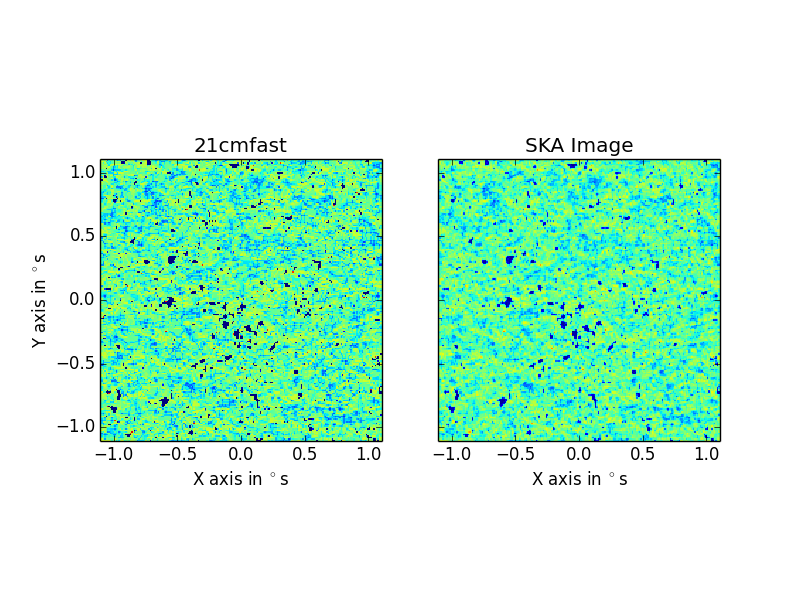 21cmfast
SKA Image
Y axis in °s
1.0
0.5
0.0
−0.5
−1.0
−1.0 −0.5 0.0 0.5 1.0
−1.0 −0.5 0.0 0.5 1.0
X axis in °s
X axis in °s